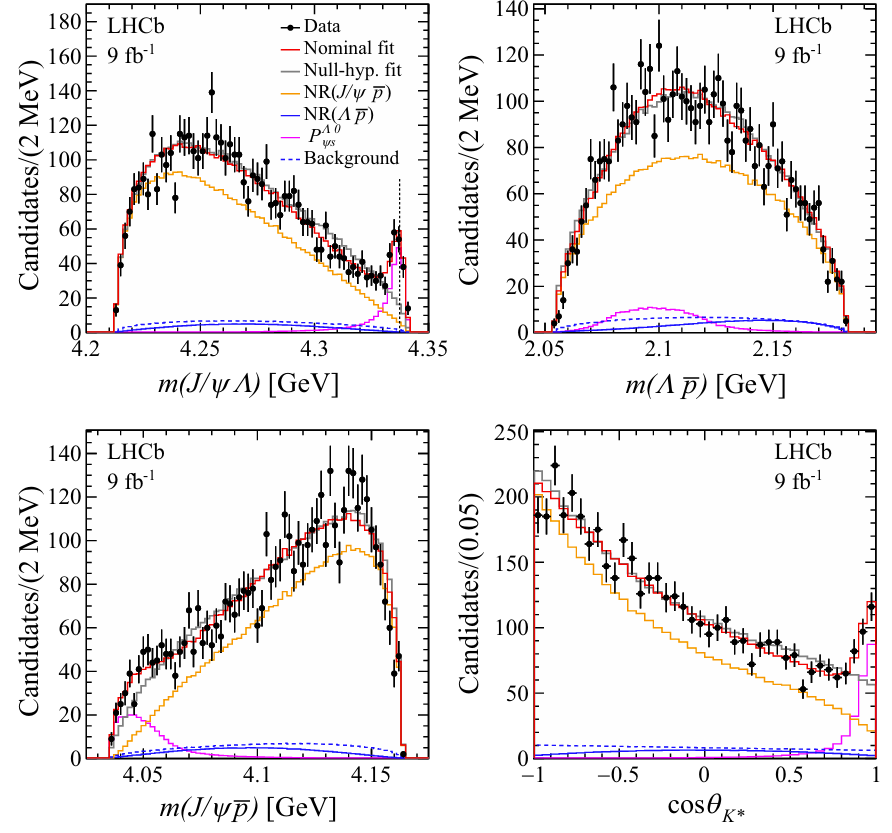 LHCb
9 fb⁻¹
Data
Nominal fit
Null-hyp. fit
NR(J/ψ p̅)
NR(Λ p̅)
P_ψs^Λ 0
Background
Candidates/(2 MeV)
180
160
140
120
100
80
60
40
20
0
4.2
4.25
4.3
4.35
m(J/ψ Λ) [GeV]
LHCb
9 fb⁻¹
Candidates/(2 MeV)
140
120
100
80
60
40
20
0
2.05
2.1
2.15
m(Λ p̅) [GeV]
LHCb
9 fb⁻¹
Candidates/(2 MeV)
140
120
100
80
60
40
20
0
4.05
4.1
4.15
m(J/ψ p̅) [GeV]
LHCb
9 fb⁻¹
Candidates/(0.05)
250
200
150
100
50
0
−1
−0.5
0
0.5
1
cosθ_K*